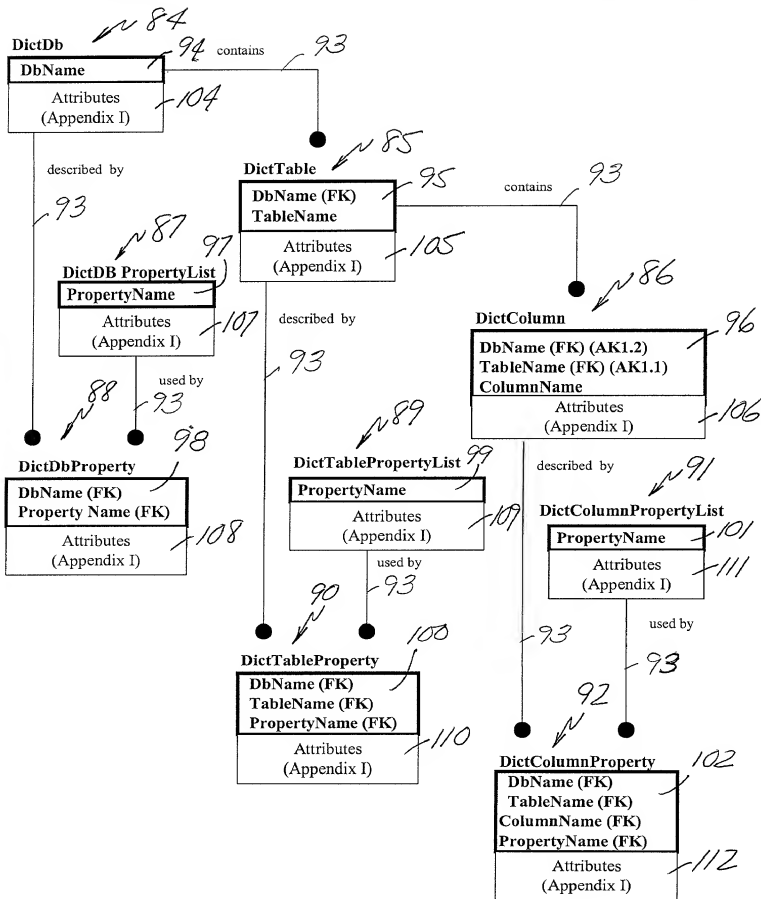 84
DictDb
94
contains
93
DbName
Attributes
(Appendix I)
104
described by
93
85
DictTable
DbName (FK)
TableName
95
contains
93
Attributes
(Appendix I)
105
87
97
DictDB PropertyList
PropertyName
Attributes
(Appendix I)
107
used by
93
described by
93
86
DictColumn
DbName (FK) (AK1.2)
TableName (FK) (AK1.1)
ColumnName
96
Attributes
(Appendix I)
106
88
98
DictDbProperty
DbName (FK)
Property Name (FK)
Attributes
(Appendix I)
108
89
DictTablePropertyList
99
PropertyName
Attributes
(Appendix I)
109
used by
93
described by
93
91
DictColumnPropertyList
PropertyName
101
Attributes
(Appendix I)
111
used by
93
90
100
DictTableProperty
DbName (FK)
TableName (FK)
PropertyName (FK)
Attributes
(Appendix I)
110
92
DictColumnProperty
102
DbName (FK)
TableName (FK)
ColumnName (FK)
PropertyName (FK)
Attributes
(Appendix I)
112